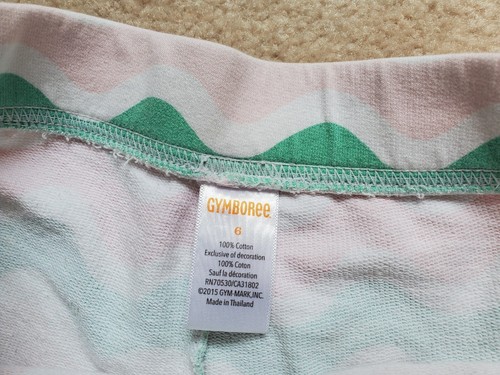 GYMBOREE
6
100% Cotton
Exclusive of decoration
100% Coton
Sauf la décoration
RN70530/CA31802
©2015 GYM-MARK,INC.
Made in Thailand